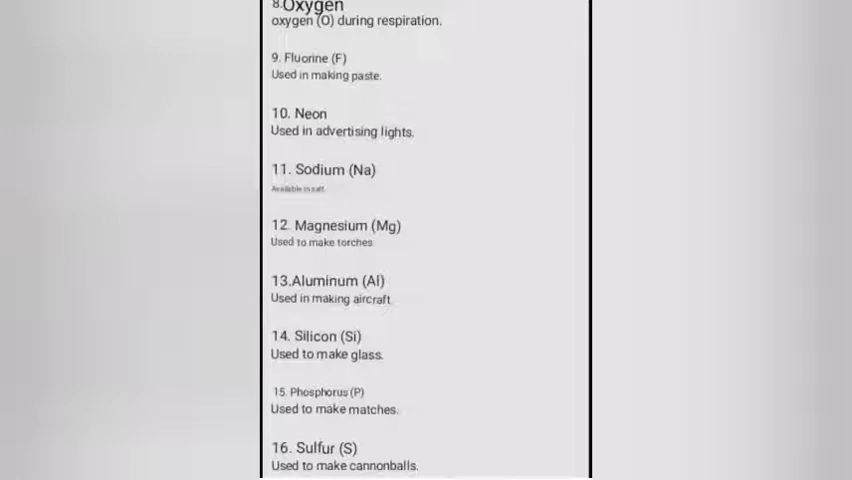 8.Oxygen
oxygen (O) during respiration.
9. Fluorine (F)
Used in making paste.
10. Neon
Used in advertising lights.
11. Sodium (Na)
Available in salt.
12. Magnesium (Mg)
Used to make torches.
13.Aluminum (Al)
Used in making aircraft.
14. Silicon (Si)
Used to make glass.
15. Phosphorus (P)
Used to make matches.
16. Sulfur (S)
Used to make cannonballs.